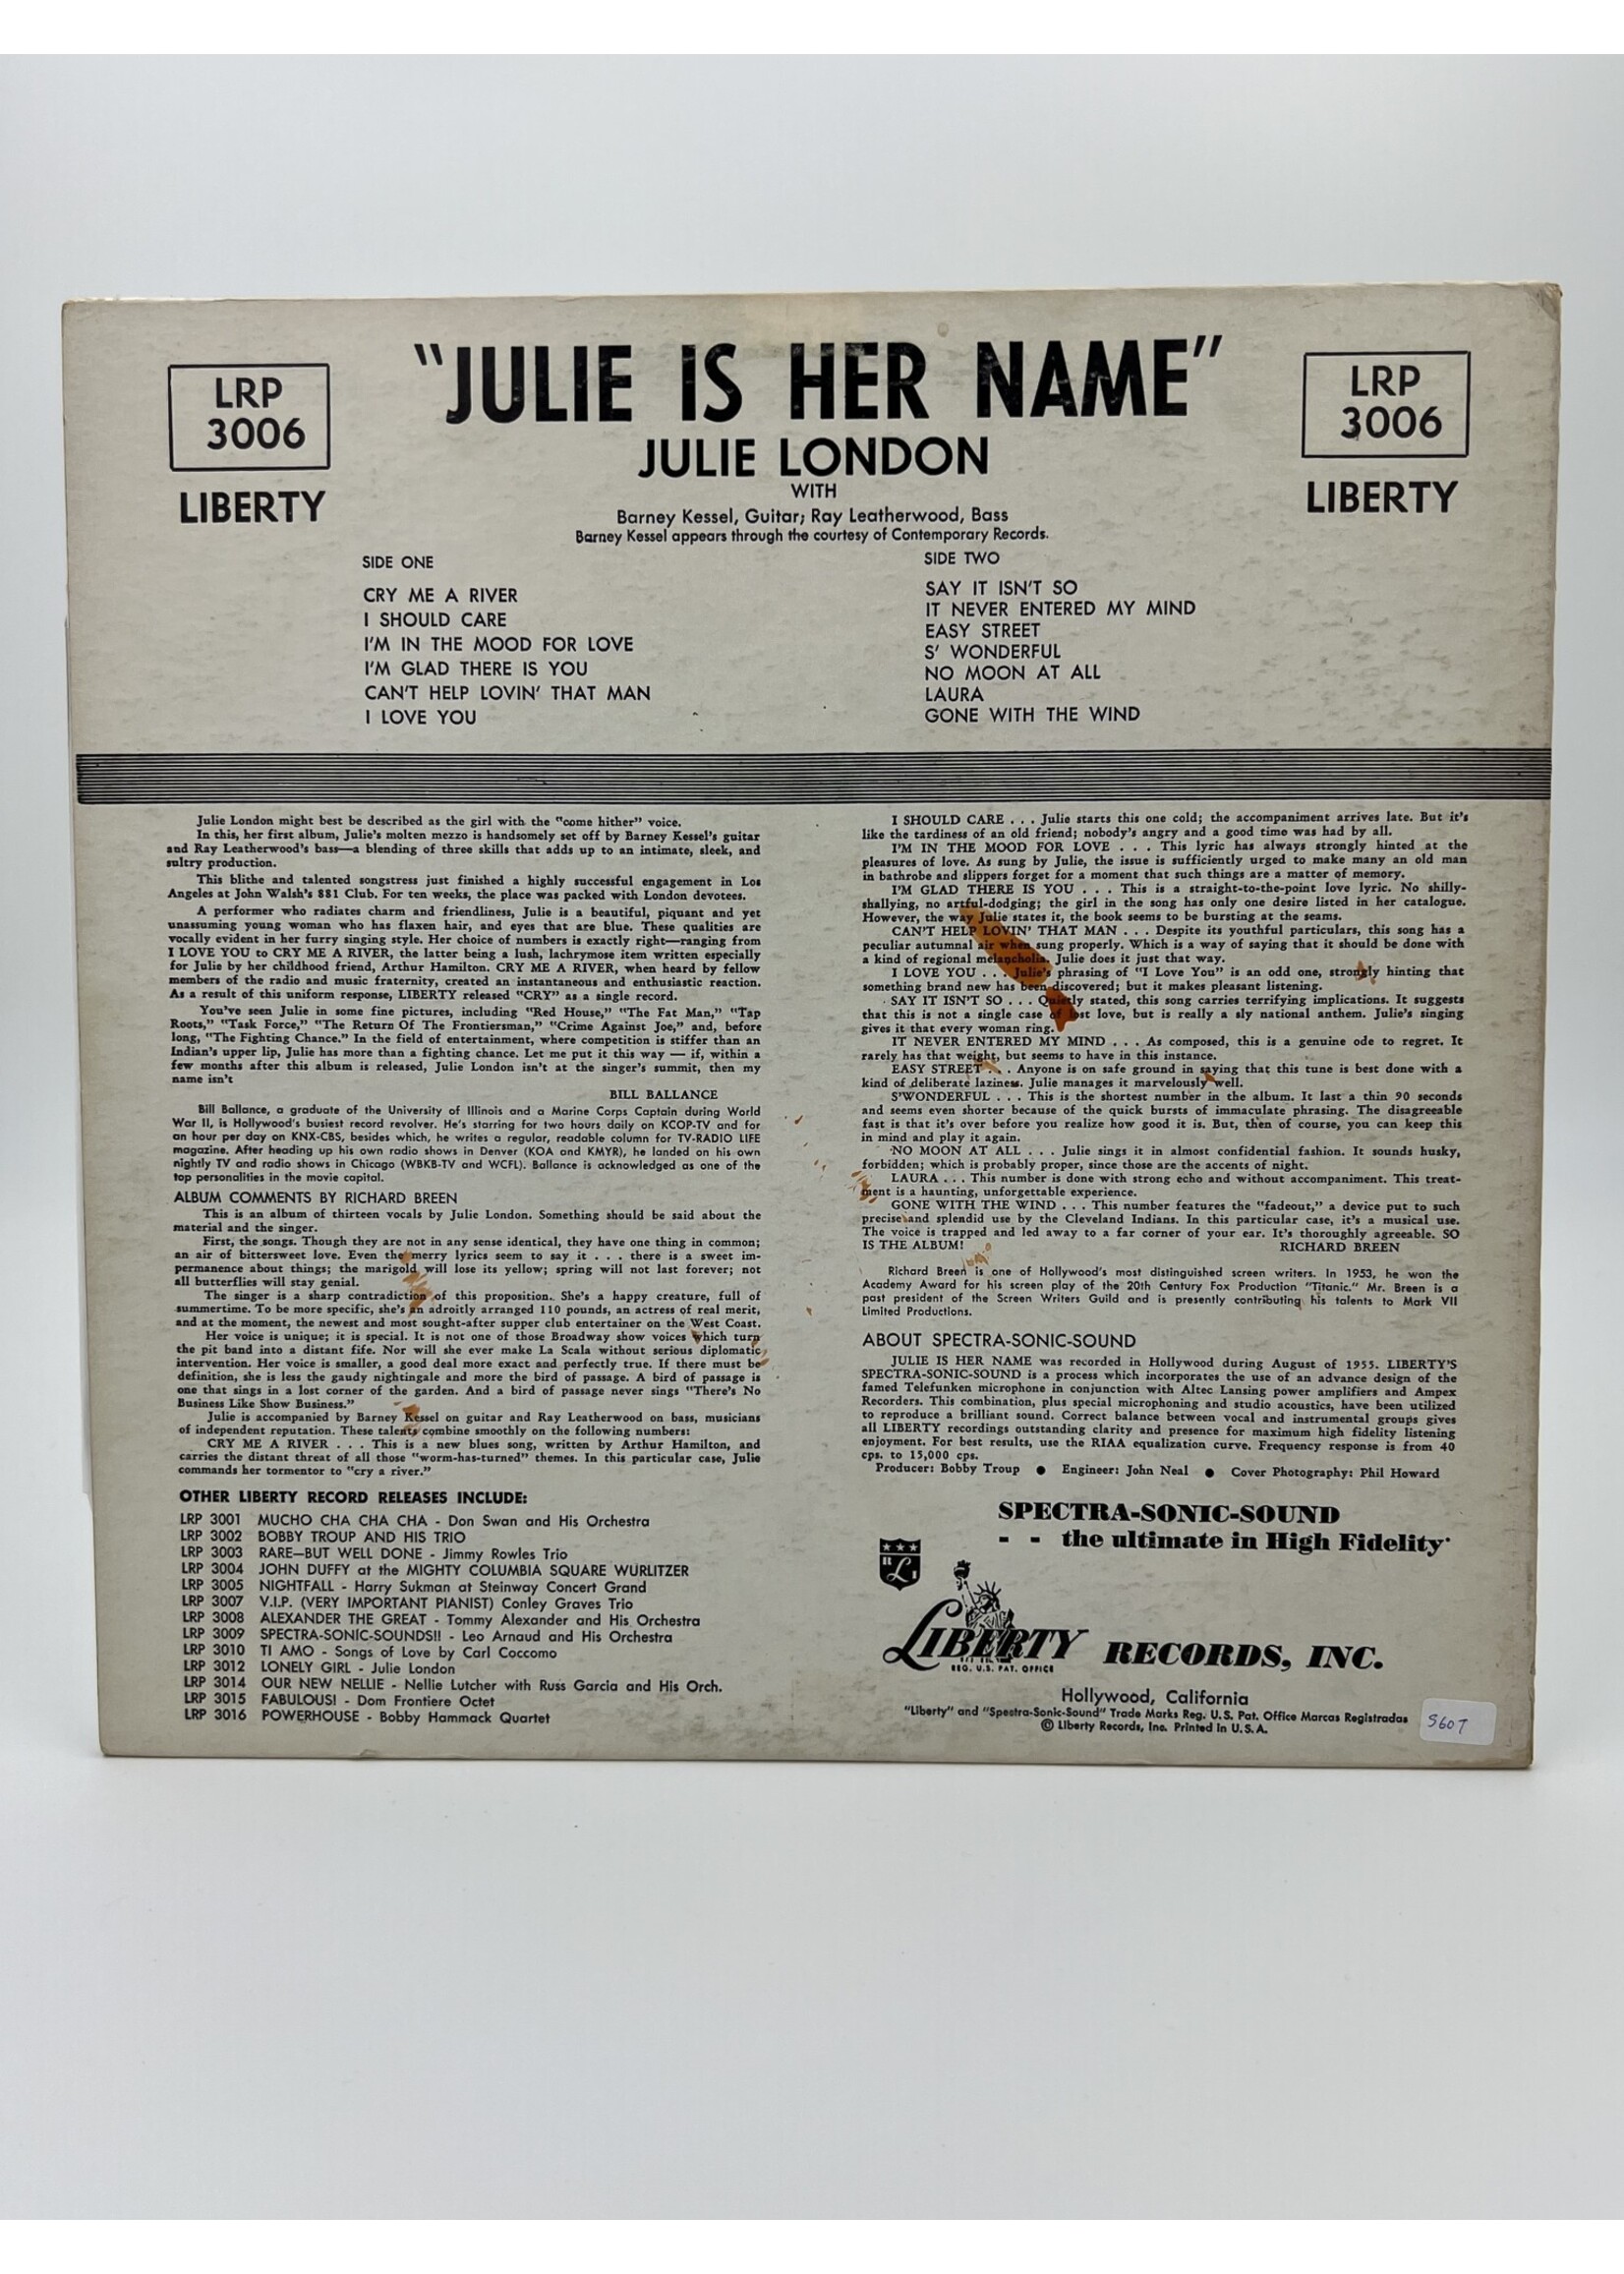 "JULIE IS HER NAME"
LRP
3006
LIBERTY
LRP
3006
LIBERTY
JULIE LONDON
WITH
Barney Kessel, Guitar; Ray Leatherwood, Bass
Barney Kessel appears through the courtesy of Contemporary Records.
SIDE ONE
CRY ME A RIVER
I SHOULD CARE
I'M IN THE MOOD FOR LOVE
I'M GLAD THERE IS YOU
CAN'T HELP LOVIN' THAT MAN
I LOVE YOU
SIDE TWO
SAY IT ISN'T SO
IT NEVER ENTERED MY MIND
EASY STREET
S' WONDERFUL
NO MOON AT ALL
LAURA
GONE WITH THE WIND
Julie London might best be described as the girl with the "come hither" voice.
In this, her first album, Julie's molten mezzo is handsomely set off by Barney Kessel's guitar
and Ray Leatherwood's bass—a blending of three skills that adds up to an intimate, sleek, and
sultry production.
This blithe and talented songstress just finished a highly successful engagement in Los
Angeles at John Walsh's 881 Club. For ten weeks, the place was packed with London devotees.
A performer who radiates charm and friendliness, Julie is a beautiful, piquant and yet
unassuming young woman who has flaxen hair, and eyes that are blue. These qualities are
vocally evident in her furry singing style. Her choice of numbers is exactly right—ranging from
I LOVE YOU to CRY ME A RIVER, the latter being a lush, lachrymose item written especially
for Julie by her childhood friend, Arthur Hamilton. CRY ME A RIVER, when heard by fellow
members of the radio and music fraternity, created an instantaneous and enthusiastic reaction.
As a result of this uniform response, LIBERTY released "CRY" as a single record.
You've seen Julie in some fine pictures, including "Red House," "The Fat Man," "Tap
Roots," "Task Force," "The Return Of The Frontiersman," "Crime Against Joe," and, before
long, "The Fighting Chance." In the field of entertainment, where competition is stiffer than an
Indian's upper lip, Julie has more than a fighting chance. Let me put it this way — if, within a
few months after this album is released, Julie London isn't at the singer's summit, then my
name isn't
BILL BALLANCE
Bill Ballance, a graduate of the University of Illinois and a Marine Corps Captain during World
War II, is Hollywood's busiest record revolver. He's starring for two hours daily on KCOP-TV and for
an hour per day on KNX-CBS, besides which, he writes a regular, readable column for TV-RADIO LIFE
magazine. After heading up his own radio shows in Denver (KOA and KMYR), he landed on his own
nightly TV and radio shows in Chicago (WBKB-TV and WCFL). Ballance is acknowledged as one of the
top personalities in the movie capital.
ALBUM COMMENTS BY RICHARD BREEN
This is an album of thirteen vocals by Julie London. Something should be said about the
material and the singer.
First, the songs. Though they are not in any sense identical, they have one thing in common;
an air of bittersweet love. Even the merry lyrics seem to say it . . . there is a sweet im-
permanence about things; the marigold will lose its yellow; spring will not last forever; not
all butterflies will stay genial.
The singer is a sharp contradiction of this proposition. She's a happy creature, full of
summertime. To be more specific, she's an adroitly arranged 110 pounds, an actress of real merit,
and at the moment, the newest and most sought-after supper club entertainer on the West Coast.
Her voice is unique; it is special. It is not one of those Broadway show voices which turn
the pit band into a distant fife. Nor will she ever make La Scala without serious diplomatic
intervention. Her voice is smaller, a good deal more exact and perfectly true. If there must be
definition, she is less the gaudy nightingale and more the bird of passage. A bird of passage is
one that sings in a lost corner of the garden. And a bird of passage never sings "There's No
Business Like Show Business."
Julie is accompanied by Barney Kessel on guitar and Ray Leatherwood on bass, musicians
of independent reputation. These talents combine smoothly on the following numbers:
CRY ME A RIVER . . . This is a new blues song, written by Arthur Hamilton, and
carries the distant threat of all those "worm-has-turned" themes. In this particular case, Julie
commands her tormentor to "cry a river."
OTHER LIBERTY RECORD RELEASES INCLUDE:
LRP 3001 MUCHO CHA CHA CHA - Don Swan and His Orchestra
LRP 3002 BOBBY TROUP AND HIS TRIO
LRP 3003 RARE—BUT WELL DONE - Jimmy Rowles Trio
LRP 3004 JOHN DUFFY at the MIGHTY COLUMBIA SQUARE WURLITZER
LRP 3005 NIGHTFALL - Harry Sukman at Steinway Concert Grand
LRP 3007 V.I.P. (VERY IMPORTANT PIANIST) Conley Graves Trio
LRP 3008 ALEXANDER THE GREAT - Tommy Alexander and His Orchestra
LRP 3009 SPECTRA-SONIC-SOUNDS!! - Leo Arnaud and His Orchestra
LRP 3010 TI AMO - Songs of Love by Carl Coccomo
LRP 3012 LONELY GIRL - Julie London
LRP 3014 OUR NEW NELLIE - Nellie Lutcher with Russ Garcia and His Orch.
LRP 3015 FABULOUS! - Dom Frontiere Octet
LRP 3016 POWERHOUSE - Bobby Hammack Quartet
I SHOULD CARE . . . Julie starts this one cold; the accompaniment arrives late. But it's
like the tardiness of an old friend; nobody's angry and a good time was had by all.
I'M IN THE MOOD FOR LOVE . . . This lyric has always strongly hinted at the
pleasures of love. As sung by Julie, the issue is sufficiently urged to make many an old man
in bathrobe and slippers forget for a moment that such things are a matter of memory.
I'M GLAD THERE IS YOU . . . This is a straight-to-the-point love lyric. No shilly-
shallying, no artful-dodging; the girl in the song has only one desire listed in her catalogue.
However, the way Julie states it, the book seems to be bursting at the seams.
CAN'T HELP LOVIN' THAT MAN . . . Despite its youthful particulars, this song has a
peculiar autumnal air when sung properly. Which is a way of saying that it should be done with
a kind of regional melancholia. Julie does it just that way.
I LOVE YOU . . . Julie's phrasing of "I Love You" is an odd one, strongly hinting that
something brand new has been discovered; but it makes pleasant listening.
SAY IT ISN'T SO . . . Quietly stated, this song carries terrifying implications. It suggests
that this is not a single case of lost love, but is really a sly national anthem. Julie's singing
gives it that every woman ring.
IT NEVER ENTERED MY MIND . . . As composed, this is a genuine ode to regret. It
rarely has that weight, but seems to have in this instance.
EASY STREET . . . Anyone is on safe ground in saying that this tune is best done with a
kind of deliberate laziness. Julie manages it marvelously well.
S'WONDERFUL . . . This is the shortest number in the album. It last a thin 90 seconds
and seems even shorter because of the quick bursts of immaculate phrasing. The disagreeable
fast is that it's over before you realize how good it is. But, then of course, you can keep this
in mind and play it again.
NO MOON AT ALL . . . Julie sings it in almost confidential fashion. It sounds husky,
forbidden; which is probably proper, since those are the accents of night.
LAURA . . . This number is done with strong echo and without accompaniment. This treat-
ment is a haunting, unforgettable experience.
GONE WITH THE WIND . . . This number features the "fadeout," a device put to such
precise and splendid use by the Cleveland Indians. In this particular case, it's a musical use.
The voice is trapped and led away to a far corner of your ear. It's thoroughly agreeable. SO
IS THE ALBUM! RICHARD BREEN
Richard Breen is one of Hollywood's most distinguished screen writers. In 1953, he won the
Academy Award for his screen play of the 20th Century Fox Production "Titanic." Mr. Breen is a
past president of the Screen Writers Guild and is presently contributing his talents to Mark VII
Limited Productions.
ABOUT SPECTRA-SONIC-SOUND
JULIE IS HER NAME was recorded in Hollywood during August of 1955. LIBERTY'S
SPECTRA-SONIC-SOUND is a process which incorporates the use of an advance design of the
famed Telefunken microphone in conjunction with Altec Lansing power amplifiers and Ampex
Recorders. This combination, plus special microphoning and studio acoustics, have been utilized
to reproduce a brilliant sound. Correct balance between vocal and instrumental groups gives
all LIBERTY recordings outstanding clarity and presence for maximum high fidelity listening
enjoyment. For best results, use the RIAA equalization curve. Frequency response is from 40
cps. to 15,000 cps.
Producer: Bobby Troup ● Engineer: John Neal ● Cover Photography: Phil Howard
SPECTRA-SONIC-SOUND
- - the ultimate in High Fidelity
LIBERTY RECORDS, INC.
REG. U.S. PAT. OFFICE
Hollywood, California
"Liberty" and "Spectra-Sonic-Sound" Trade Marks Reg. U.S. Pat. Office Marcas Registradas
© Liberty Records, Inc. Printed in U.S.A.